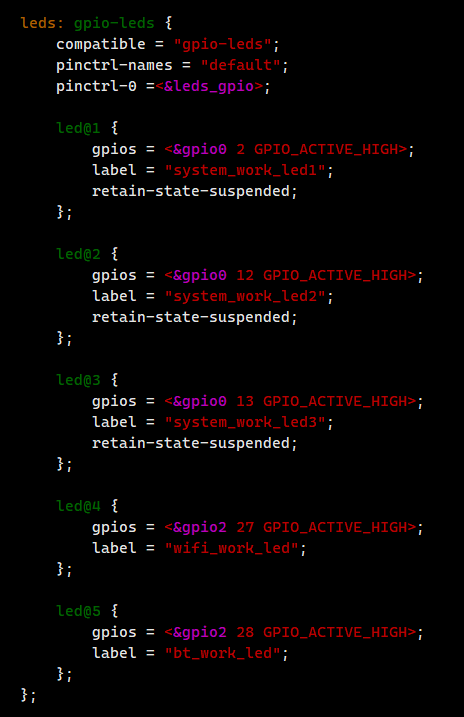 leds: gpio-leds {
    compatible = "gpio-leds";
    pinctrl-names = "default";
    pinctrl-0 =<&leds_gpio>;

    led@1 {
        gpios = <&gpio0 2 GPIO_ACTIVE_HIGH>;
        label = "system_work_led1";
        retain-state-suspended;
    };

    led@2 {
        gpios = <&gpio0 12 GPIO_ACTIVE_HIGH>;
        label = "system_work_led2";
        retain-state-suspended;
    };

    led@3 {
        gpios = <&gpio0 13 GPIO_ACTIVE_HIGH>;
        label = "system_work_led3";
        retain-state-suspended;
    };

    led@4 {
        gpios = <&gpio2 27 GPIO_ACTIVE_HIGH>;
        label = "wifi_work_led";
    };

    led@5 {
        gpios = <&gpio2 28 GPIO_ACTIVE_HIGH>;
        label = "bt_work_led";
    };
};